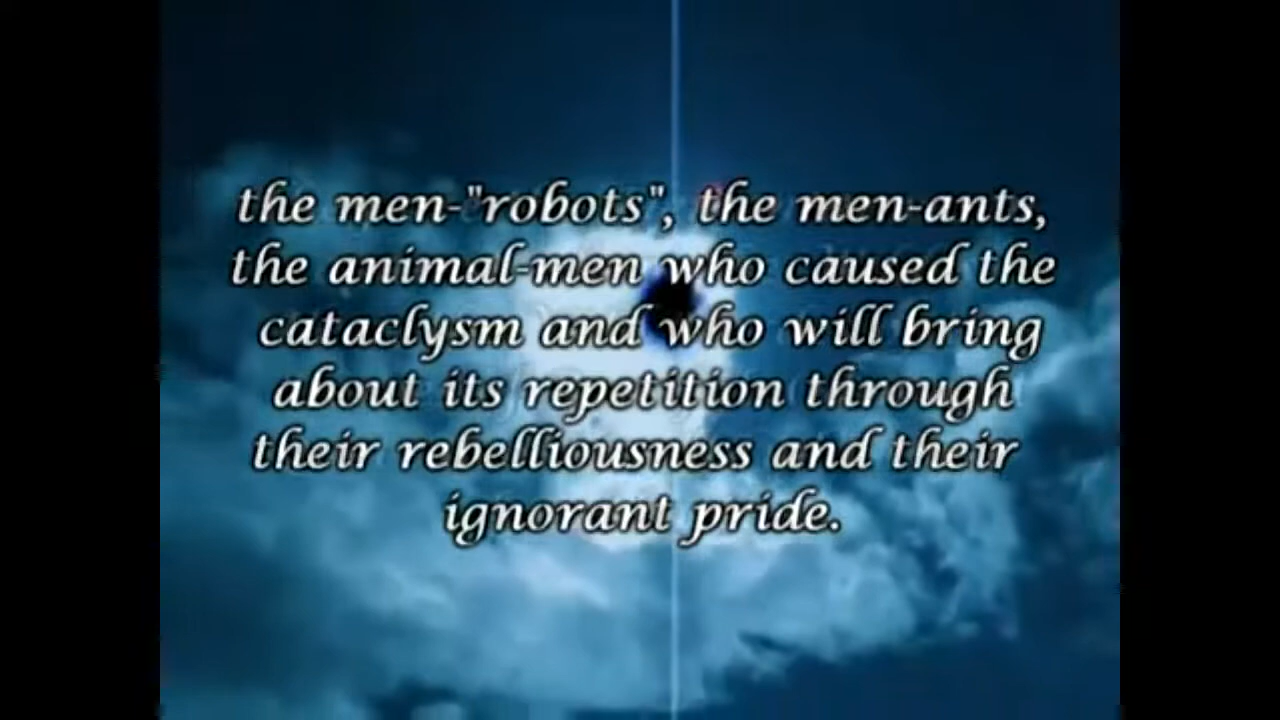 the men-"robots", the men-ants,
the animal-men who caused the
cataclysm and who will bring
about its repetition through
their rebelliousness and their
ignorant pride.